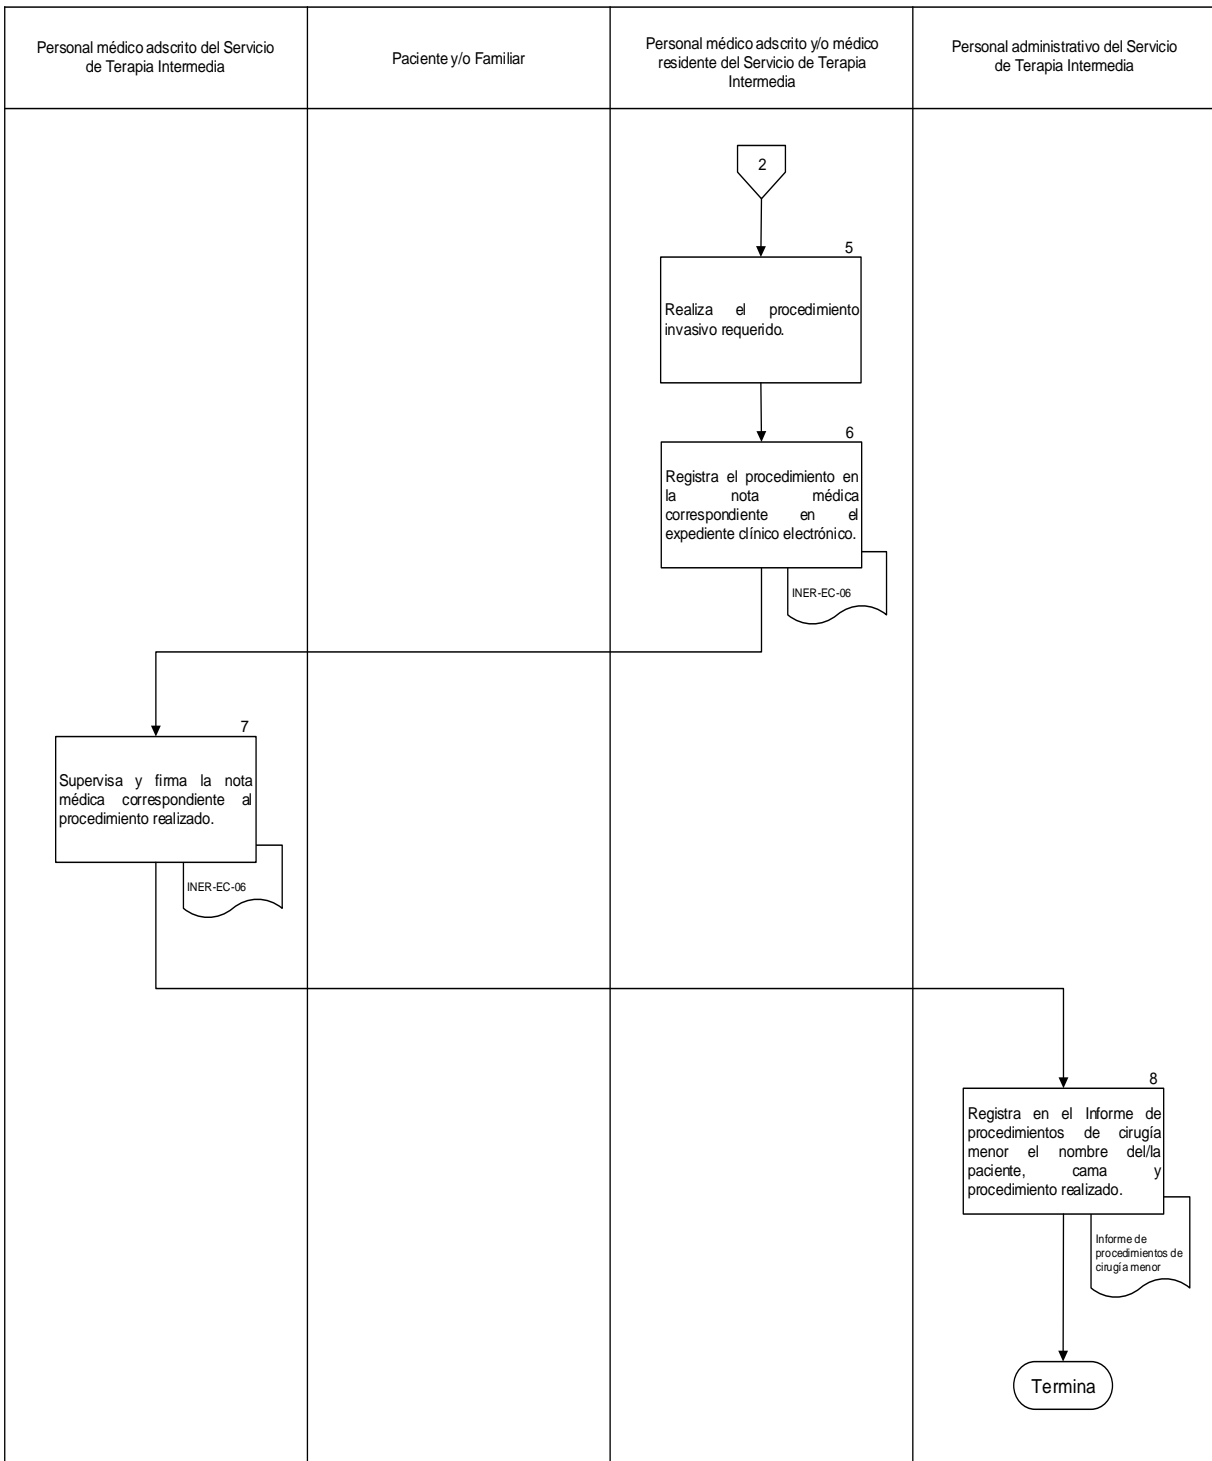 Personal médico adscrito del Servicio
de Terapia Intermedia
Paciente y/o Familiar
Personal médico adscrito y/o médico
residente del Servicio de Terapia
Intermedia
Personal administrativo del Servicio
de Terapia Intermedia
2
5
Realiza el procedimiento
invasivo requerido.
6
Registra el procedimiento en
la nota médica
correspondiente en el
expediente clínico electrónico.
INER-EC-06
7
Supervisa y firma la nota
médica correspondiente al
procedimiento realizado.
INER-EC-06
8
Registra en el Informe de
procedimientos de cirugía
menor el nombre del/la
paciente, cama y
procedimiento realizado.
Informe de
procedimientos de
cirugía menor
Termina